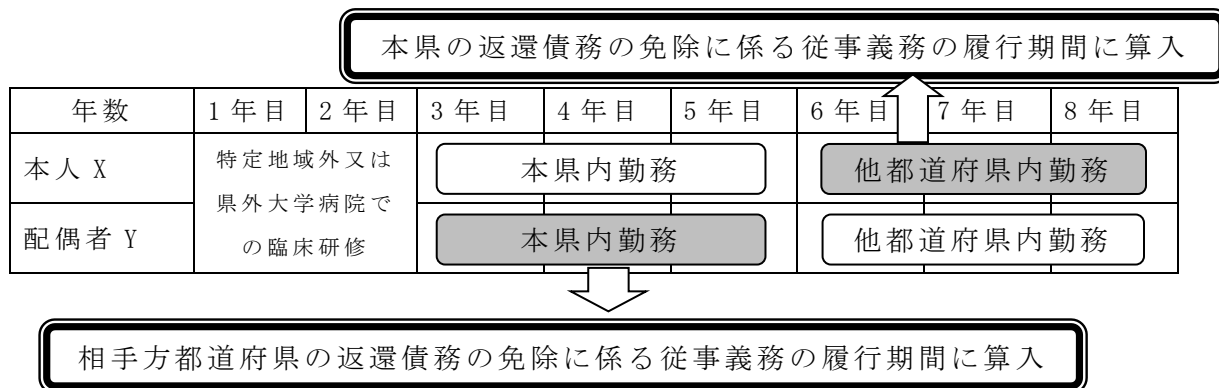 本県の返還債務の免除に係る従事義務の履行期間に算入
年数 1年目 2年目 3年目 4年目 5年目 6年目 7年目 8年目
本人 X 特定地域外又は県外大学病院での臨床研修 本県内勤務 他都道府県内勤務
配偶者 Y 本県内勤務 他都道府県内勤務
相手方都道府県の返還債務の免除に係る従事義務の履行期間に算入